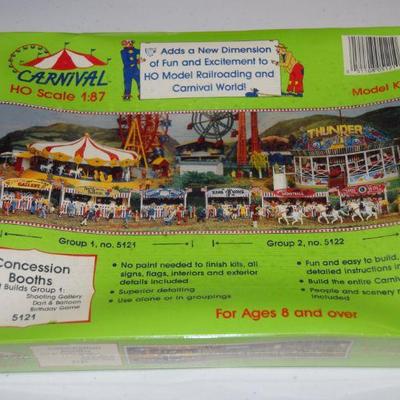 CARNIVAL
HO Scale 1:87
Adds a New Dimension
of Fun and Excitement to
HO Model Railroading and
Carnival World!
Model K
THUNDER
Group 1, no. 5121
Group 2, no. 5122
Concession
Booths
Builds Group 1:
Shooting Gallery
Dart & Balloon
Birthday Game
5121
• No paint needed to finish kits, all
signs, flags, interiors and exterior
details included
• Superior detailing
• Use alone or in groupings
• Fun and easy to build,
detailed instructions in
• Build the entire Carniv
• People and scenery n
included
For Ages 8 and over